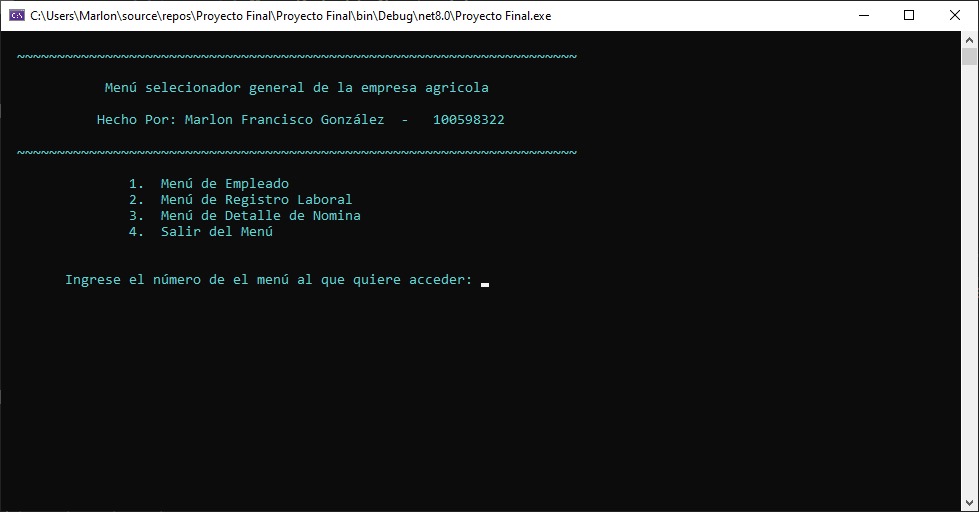 C:\Users\Marlon\source\repos\Proyecto Final\Proyecto Final\bin\Debug\net8.0\Proyecto Final.exe
~~~~~~~~~~~~~~~~~~~~~~~~~~~~~~~~~~~~~~~~~~~~~~~~~~~~~~~~~~~~~~~~~~~~~~
Menú selecionador general de la empresa agricola
Hecho Por: Marlon Francisco González - 100598322
~~~~~~~~~~~~~~~~~~~~~~~~~~~~~~~~~~~~~~~~~~~~~~~~~~~~~~~~~~~~~~~~~~~~~~
1. Menú de Empleado
2. Menú de Registro Laboral
3. Menú de Detalle de Nomina
4. Salir del Menú
Ingrese el número de el menú al que quiere acceder: